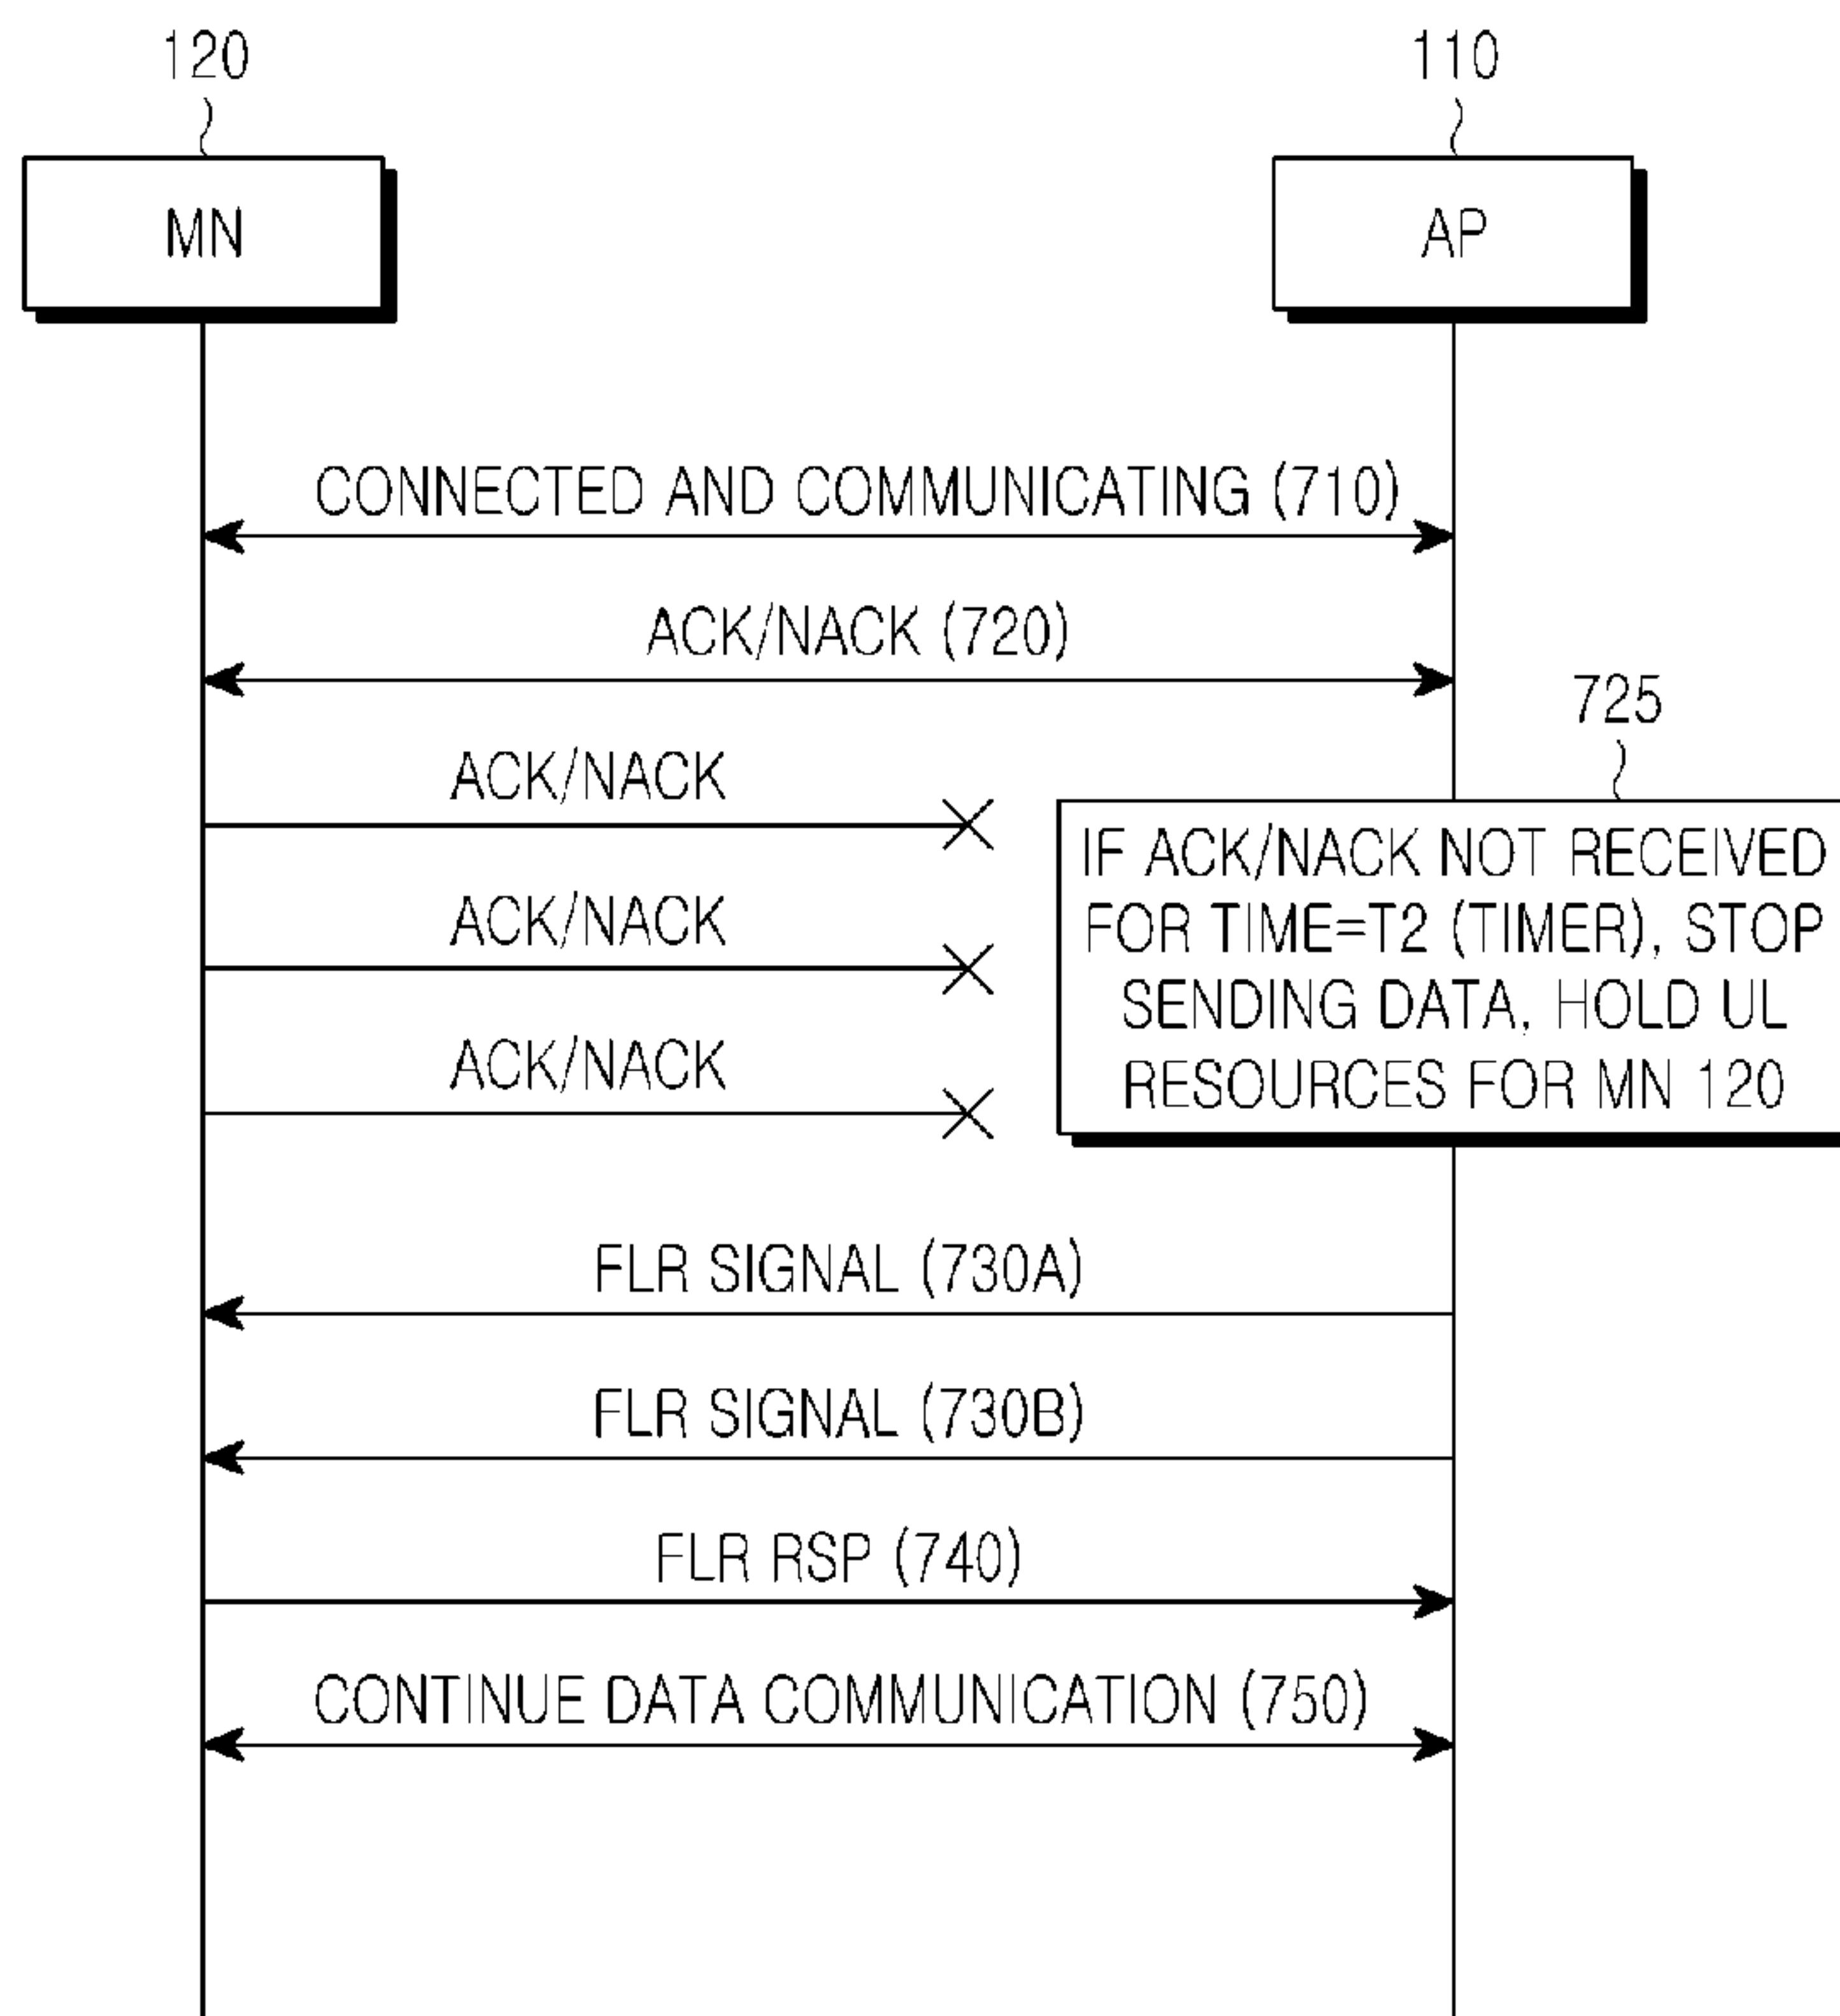 120
110
MN
AP
CONNECTED AND COMMUNICATING (710)
ACK/NACK (720)
725
ACK/NACK
IF ACK/NACK NOT RECEIVED
FOR TIME=T2 (TIMER), STOP
SENDING DATA, HOLD UL
RESOURCES FOR MN 120
ACK/NACK
ACK/NACK
FLR SIGNAL (730A)
FLR SIGNAL (730B)
FLR RSP (740)
CONTINUE DATA COMMUNICATION (750)